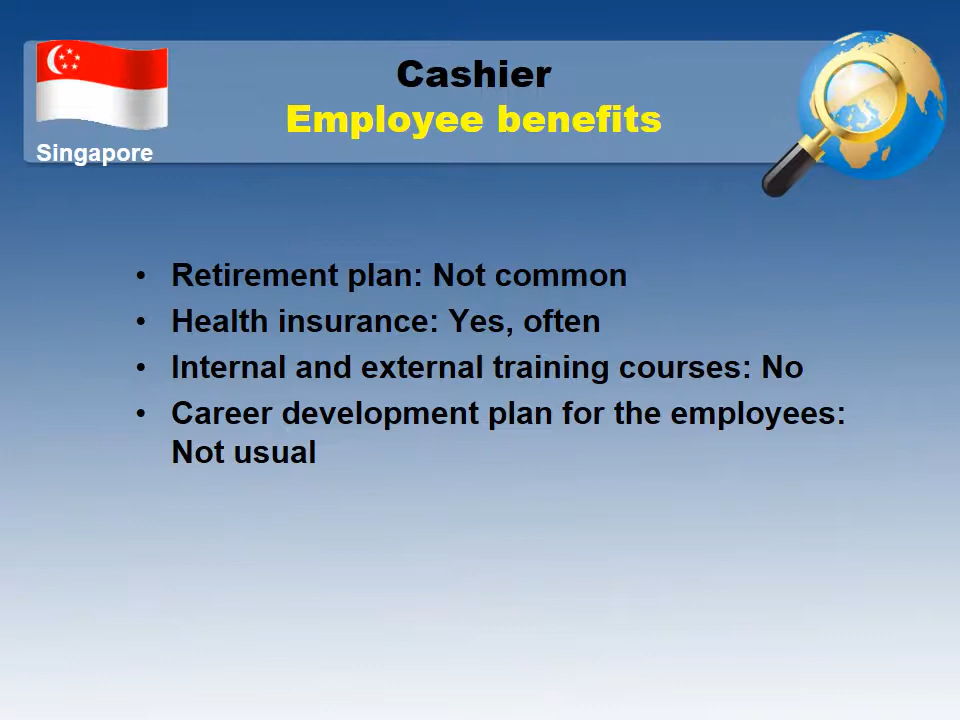 Cashier
Employee benefits
Singapore
• Retirement plan: Not common
• Health insurance: Yes, often
• Internal and external training courses: No
• Career development plan for the employees:
Not usual